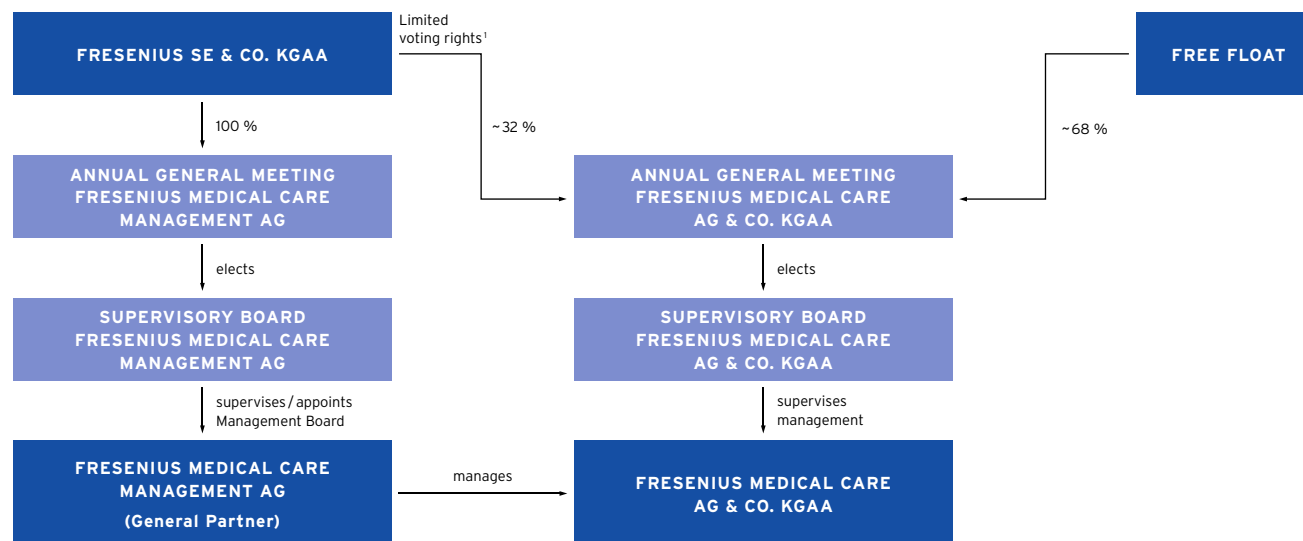 Limited
voting rights¹
FRESENIUS SE & CO. KGAA
FREE FLOAT
100 %
~32 %
~68 %
ANNUAL GENERAL MEETING
FRESENIUS MEDICAL CARE
MANAGEMENT AG
ANNUAL GENERAL MEETING
FRESENIUS MEDICAL CARE
AG & CO. KGAA
elects
elects
SUPERVISORY BOARD
FRESENIUS MEDICAL CARE
MANAGEMENT AG
SUPERVISORY BOARD
FRESENIUS MEDICAL CARE
AG & CO. KGAA
supervises / appoints
Management Board
supervises
management
FRESENIUS MEDICAL CARE
MANAGEMENT AG
(General Partner)
manages
FRESENIUS MEDICAL CARE
AG & CO. KGAA